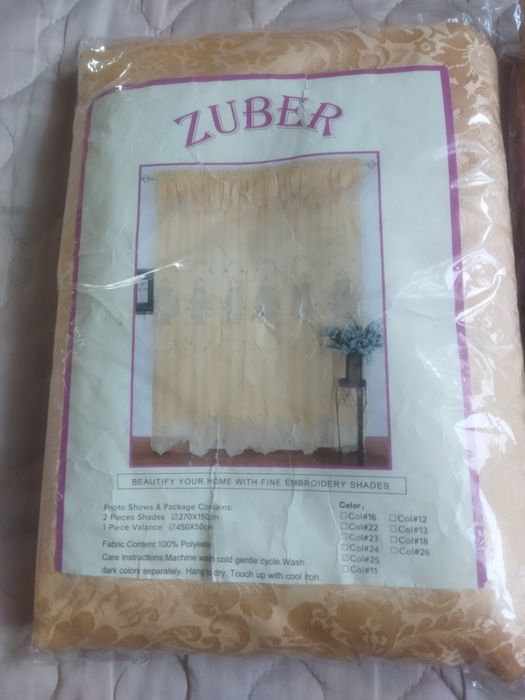 ZUBER
BEAUTIFY YOUR HOME WITH FINE EMBROIDERY SHADES
Photo Shows & Package Contains:
2 Pieces Shades ☑270X150cm
1 Piece Valance ☑450X50cm
Fabric Content:100% Polyeste
Care Instructions:Machine wash cold gentle cycle.Wash
dark colors separately. Hang to dry. Touch up with cool iron.
Color:
☐Col#16 ☐Col#12
☐Col#22 ☐Col#13
☐Col#23 ☐Col#18
☐Col#24 ☐Col#26
☑Col#25
☐Col#11